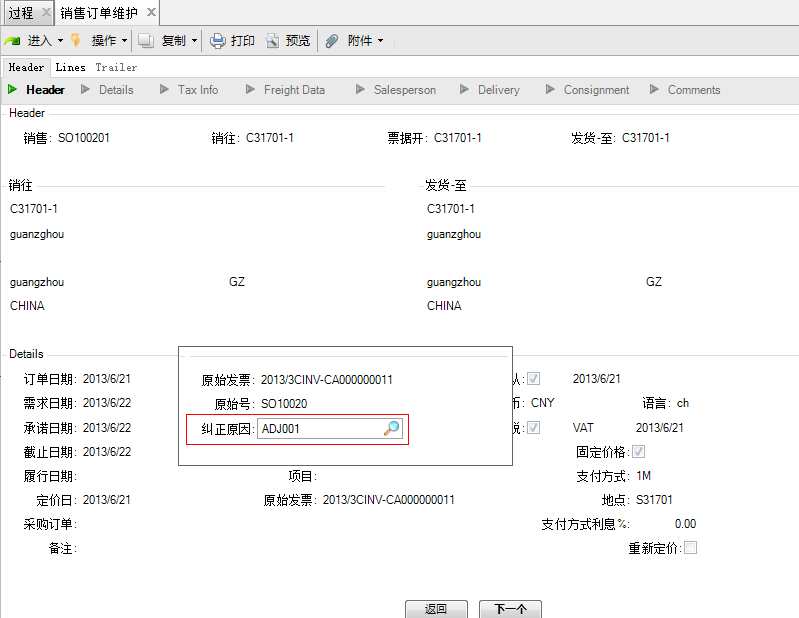 过程 销售订单维护
进入 操作 复制 打印 预览 附件
Header Lines Trailer
Header Details Tax Info Freight Data Salesperson Delivery Consignment Comments
Header
销售: SO100201 销往: C31701-1 票据开: C31701-1 发货-至: C31701-1
销往 发货-至
C31701-1 C31701-1
guanzghou guanzghou
guangzhou GZ guangzhou GZ
CHINA CHINA
Details
订单日期: 2013/6/21 原始发票: 2013/3CINV-CA000000011 认: 2013/6/21
需求日期: 2013/6/22 原始号: SO10020 币: CNY 语言: ch
承诺日期: 2013/6/22 纠正原因: ADJ001 税: VAT 2013/6/21
截止日期: 2013/6/22 固定价格:
履行日期: 项目: 支付方式: 1M
定价日: 2013/6/21 原始发票: 2013/3CINV-CA000000011 地点: S31701
采购订单: 支付方式利息%: 0.00
备注: 重新定价:
返回 下一个